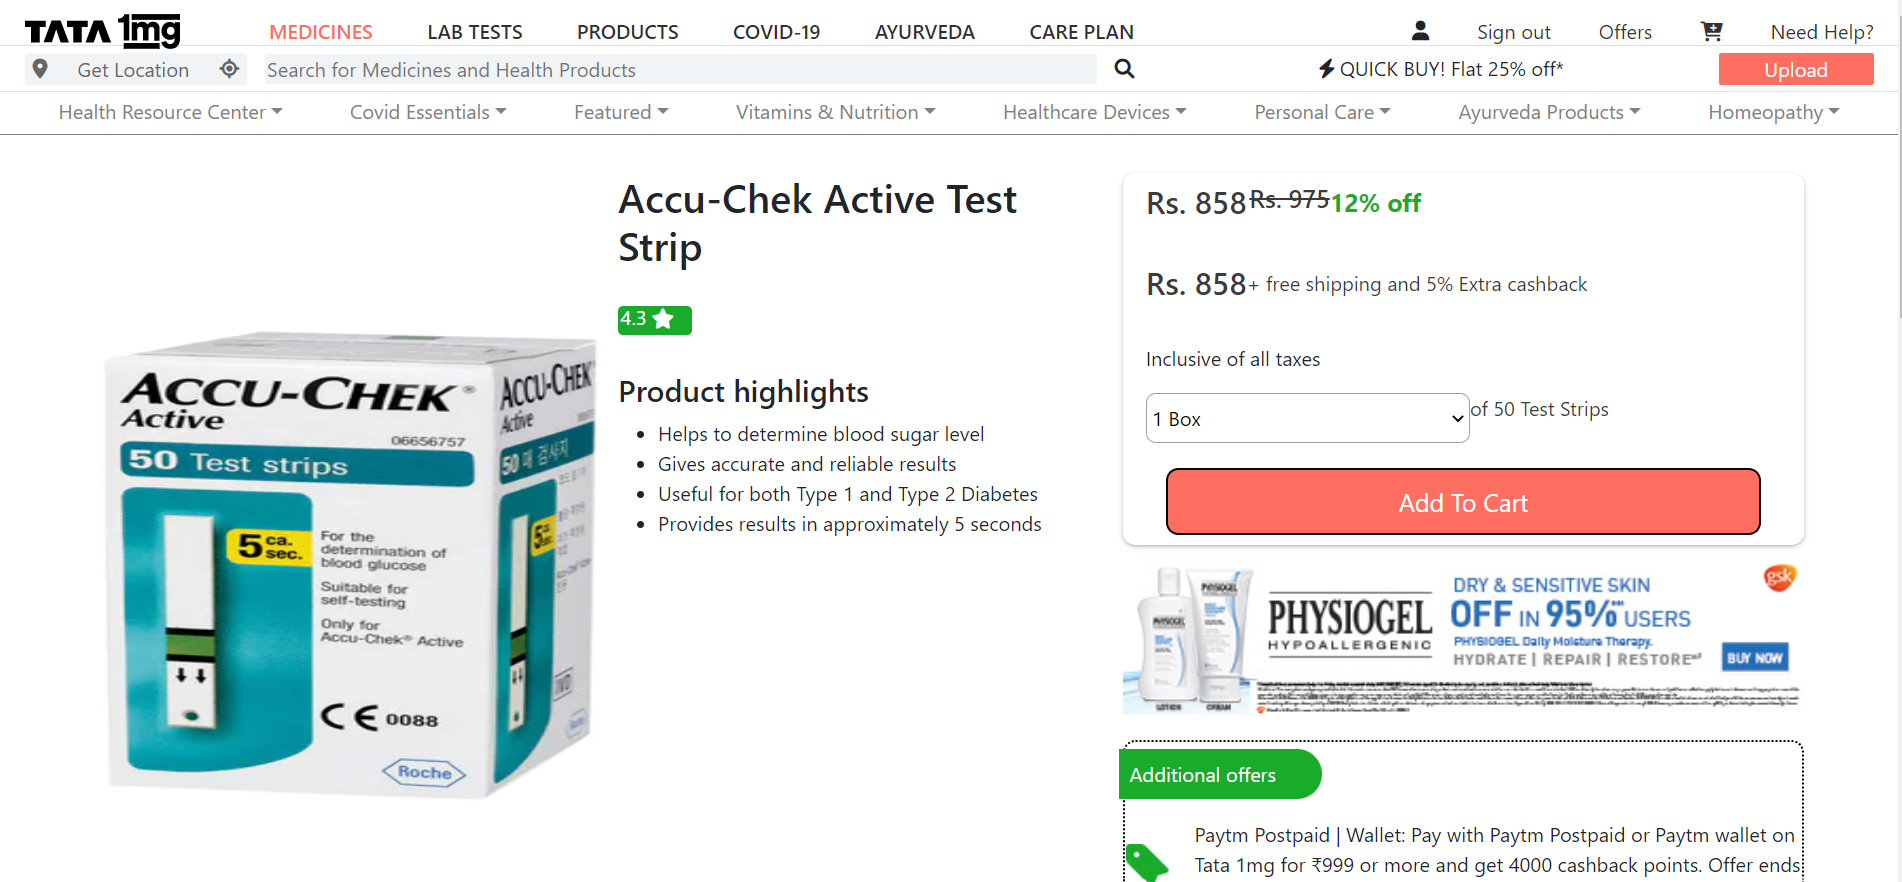 TATA 1mg
MEDICINES LAB TESTS PRODUCTS COVID-19 AYURVEDA CARE PLAN Sign out Offers Need Help?
Get Location Search for Medicines and Health Products QUICK BUY! Flat 25% off* Upload
Health Resource Center Covid Essentials Featured Vitamins & Nutrition Healthcare Devices Personal Care Ayurveda Products Homeopathy
ACCU-CHEK®
Active
06656757
50 Test strips
5 ca.
sec.
For the
determination of
blood glucose
Suitable for
self-testing
Only for
Accu-Chek® Active
CE 0088
Roche
ACCU-CHEK
Active
50 매 검사지
5
Accu-Chek Active Test
Strip
4.3
Product highlights
Helps to determine blood sugar level
Gives accurate and reliable results
Useful for both Type 1 and Type 2 Diabetes
Provides results in approximately 5 seconds
Rs. 858 Rs. 975 12% off
Rs. 858 + free shipping and 5% Extra cashback
Inclusive of all taxes
1 Box of 50 Test Strips
Add To Cart
PHYSIOGEL
PHYSIOGEL
LOTION
CREAM
PHYSIOGEL
HYPOALLERGENIC
DRY & SENSITIVE SKIN
OFF IN 95% USERS
PHYSIOGEL Daily Moisture Therapy.
HYDRATE | REPAIR | RESTORE
gsk
BUY NOW
Additional offers
Paytm Postpaid | Wallet: Pay with Paytm Postpaid or Paytm wallet on
Tata 1mg for ₹999 or more and get 4000 cashback points. Offer ends